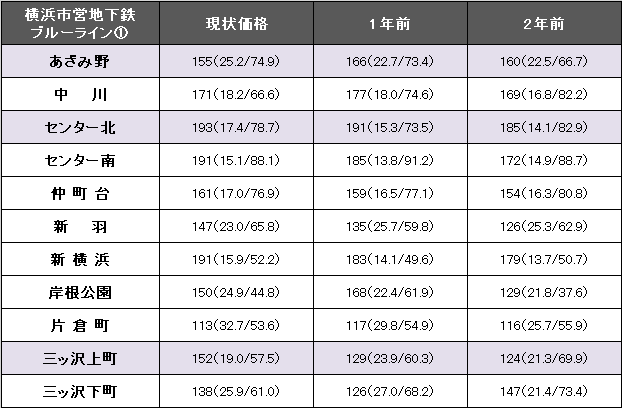 横浜市営地下鉄
ブルーライン① 現状価格 1年前 2年前
あざみ野 155(25.2/74.9) 166(22.7/73.4) 160(22.5/66.7)
中 川 171(18.2/66.6) 177(18.0/74.6) 169(16.8/82.2)
センター北 193(17.4/78.7) 191(15.3/73.5) 185(14.1/82.9)
センター南 191(15.1/88.1) 185(13.8/91.2) 172(14.9/88.7)
仲 町 台 161(17.0/76.9) 159(16.5/77.1) 154(16.3/80.8)
新 羽 147(23.0/65.8) 135(25.7/59.8) 126(25.3/62.9)
新 横 浜 191(15.9/52.2) 183(14.1/49.6) 179(13.7/50.7)
岸根公園 150(24.9/44.8) 168(22.4/61.9) 129(21.8/37.6)
片 倉 町 113(32.7/53.6) 117(29.8/54.9) 116(25.7/55.9)
三ッ沢上町 152(19.0/57.5) 129(23.9/60.3) 124(21.3/69.9)
三ッ沢下町 138(25.9/61.0) 126(27.0/68.2) 147(21.4/73.4)